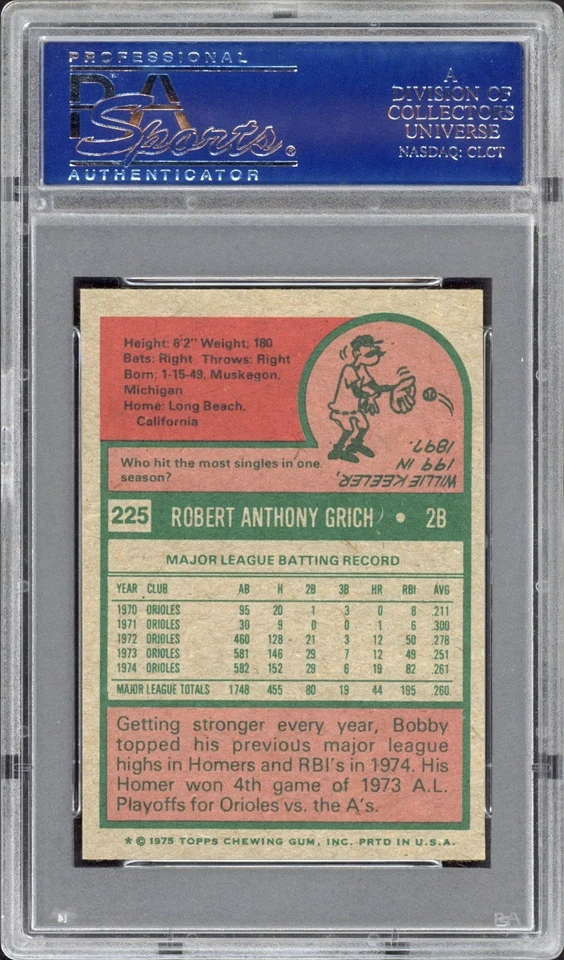 PROFESSIONAL
PSA
Sports®
AUTHENTICATOR
A
DIVISION OF
COLLECTORS
UNIVERSE
NASDAQ: CLCT
Height: 6'2" Weight: 180
Bats: Right Throws: Right
Born: 1-15-49, Muskegon,
Michigan
Home: Long Beach,
California
Who hit the most singles in one
season?
WILLIE KEELER,
199 IN
1897.
225 ROBERT ANTHONY GRICH • 2B
MAJOR LEAGUE BATTING RECORD
YEAR CLUB AB H 2B 3B HR RBI AVG
1970 ORIOLES 95 20 1 3 0 8 .211
1971 ORIOLES 30 9 0 0 1 6 .300
1972 ORIOLES 460 128 21 3 12 50 .278
1973 ORIOLES 581 146 29 7 12 49 .251
1974 ORIOLES 582 152 29 6 19 82 .261
MAJOR LEAGUE TOTALS 1748 455 80 19 44 195 .260
Getting stronger every year, Bobby
topped his previous major league
highs in Homers and RBI's in 1974. His
Homer won 4th game of 1973 A.L.
Playoffs for Orioles vs. the A's.
* © 1975 TOPPS CHEWING GUM, INC. PRTD IN U.S.A.
PSA